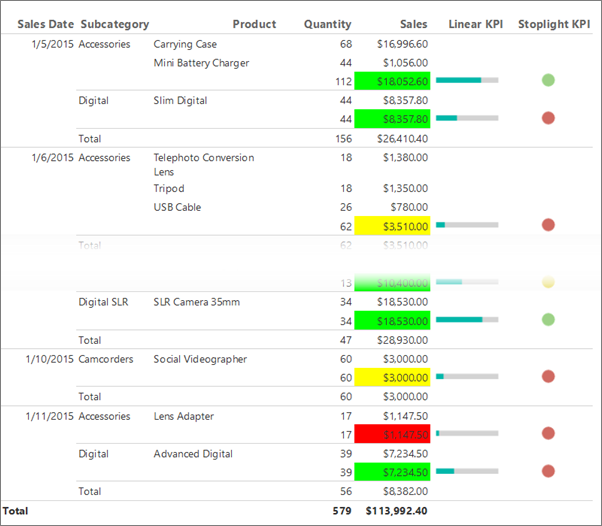 Sales Date Subcategory Product Quantity Sales Linear KPI Stoplight KPI
1/5/2015 Accessories Carrying Case 68 $16,996.60
Mini Battery Charger 44 $1,056.00
112 $18,052.60
Digital Slim Digital 44 $8,357.80
44 $8,357.80
Total 156 $26,410.40
1/6/2015 Accessories Telephoto Conversion 18 $1,380.00
Lens
Tripod 18 $1,350.00
USB Cable 26 $780.00
62 $3,510.00
Total 62 $3,510.00
13 $10,400.00
Digital SLR SLR Camera 35mm 34 $18,530.00
34 $18,530.00
Total 47 $28,930.00
1/10/2015 Camcorders Social Videographer 60 $3,000.00
60 $3,000.00
Total 60 $3,000.00
1/11/2015 Accessories Lens Adapter 17 $1,147.50
17 $1,147.50
Digital Advanced Digital 39 $7,234.50
39 $7,234.50
Total 56 $8,382.00
Total 579 $113,992.40